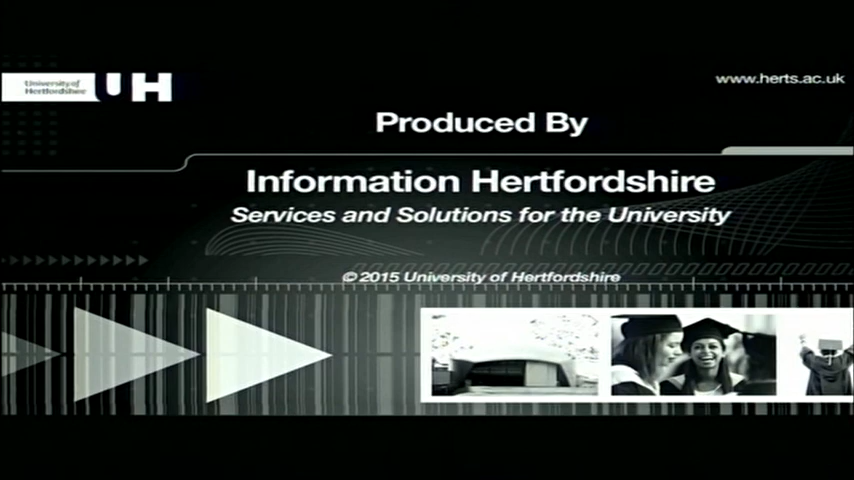 University of
Hertfordshire
UH
www.herts.ac.uk
Produced By
Information Hertfordshire
Services and Solutions for the University
© 2015 University of Hertfordshire